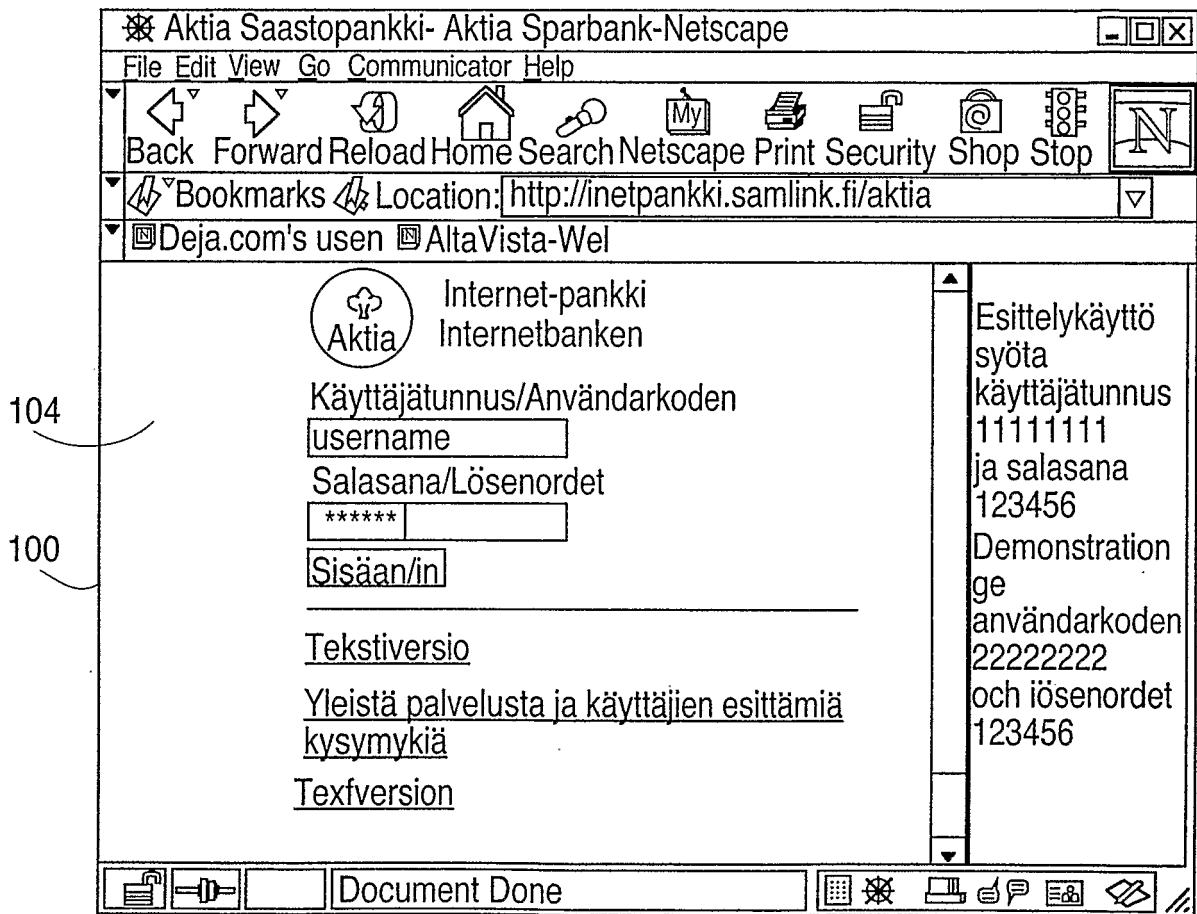 Aktia Saastopankki- Aktia Sparbank-Netscape
File Edit View Go Communicator Help
My
N
Back Forward Reload Home Search Netscape Print Security Shop Stop
Bookmarks Location: http://inetpankki.samlink.fi/aktia
N Deja.com's usen N AltaVista-Wel
Aktia
Internet-pankki
Internetbanken
Käyttäjätunnus/Användarkoden
username
Salasana/Lösenordet
******
Sisäan/in
Tekstiversio
Yleistä palvelusta ja käyttäjien esittämiä
kysymykiä
Texfversion
Esittelykäyttö
syöta
käyttäjätunnus
11111111
ja salasana
123456
Demonstration
ge
användarkoden
22222222
och iösenordet
123456
104
100
Document Done